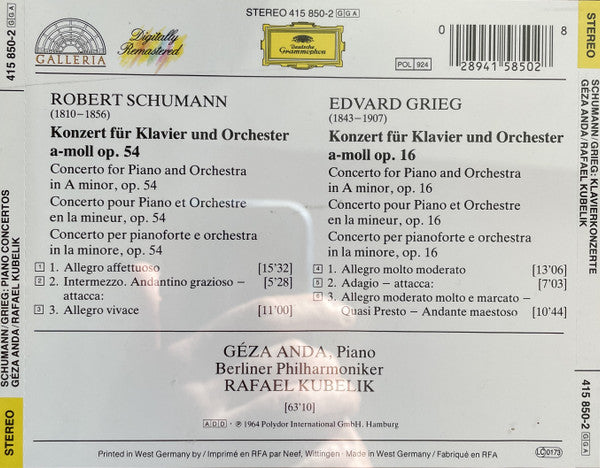 STEREO 415 850-2 GGA
415 850-2 GGA
GALLERIA
Digitally
Remastered
Deutsche
Grammophon
POL 924
0 28941 58502 8
STEREO
ROBERT SCHUMANN
(1810–1856)
Konzert für Klavier und Orchester
a-moll op. 54
Concerto for Piano and Orchestra
in A minor, op. 54
Concerto pour Piano et Orchestre
en la mineur, op. 54
Concerto per pianoforte e orchestra
in la minore, op. 54
1 1. Allegro affettuoso [15'32]
2 2. Intermezzo. Andantino grazioso – [5'28]
attacca:
3 3. Allegro vivace [11'00]
EDVARD GRIEG
(1843–1907)
Konzert für Klavier und Orchester
a-moll op. 16
Concerto for Piano and Orchestra
in A minor, op. 16
Concerto pour Piano et Orchestre
en la mineur, op. 16
Concerto per pianoforte e orchestra
in la minore, op. 16
4 1. Allegro molto moderato [13'06]
5 2. Adagio – attacca: [7'03]
6 3. Allegro moderato molto e marcato –
Quasi Presto – Andante maestoso [10'44]
GÉZA ANDA, Piano
Berliner Philharmoniker
RAFAEL KUBELIK
[63'10]
ADD · ℗ 1964 Polydor International GmbH. Hamburg
Printed in West Germany by / Imprimé en RFA par Neef, Wittingen · Made in West Germany / Fabriqué en RFA
LC 0173
SCHUMANN/GRIEG: PIANO CONCERTOS
GÉZA ANDA/RAFAEL KUBELIK
STEREO
SCHUMANN/GRIEG: KLAVIERKONZERTE
GÉZA ANDA/RAFAEL KUBELIK
415 850-2 GGA